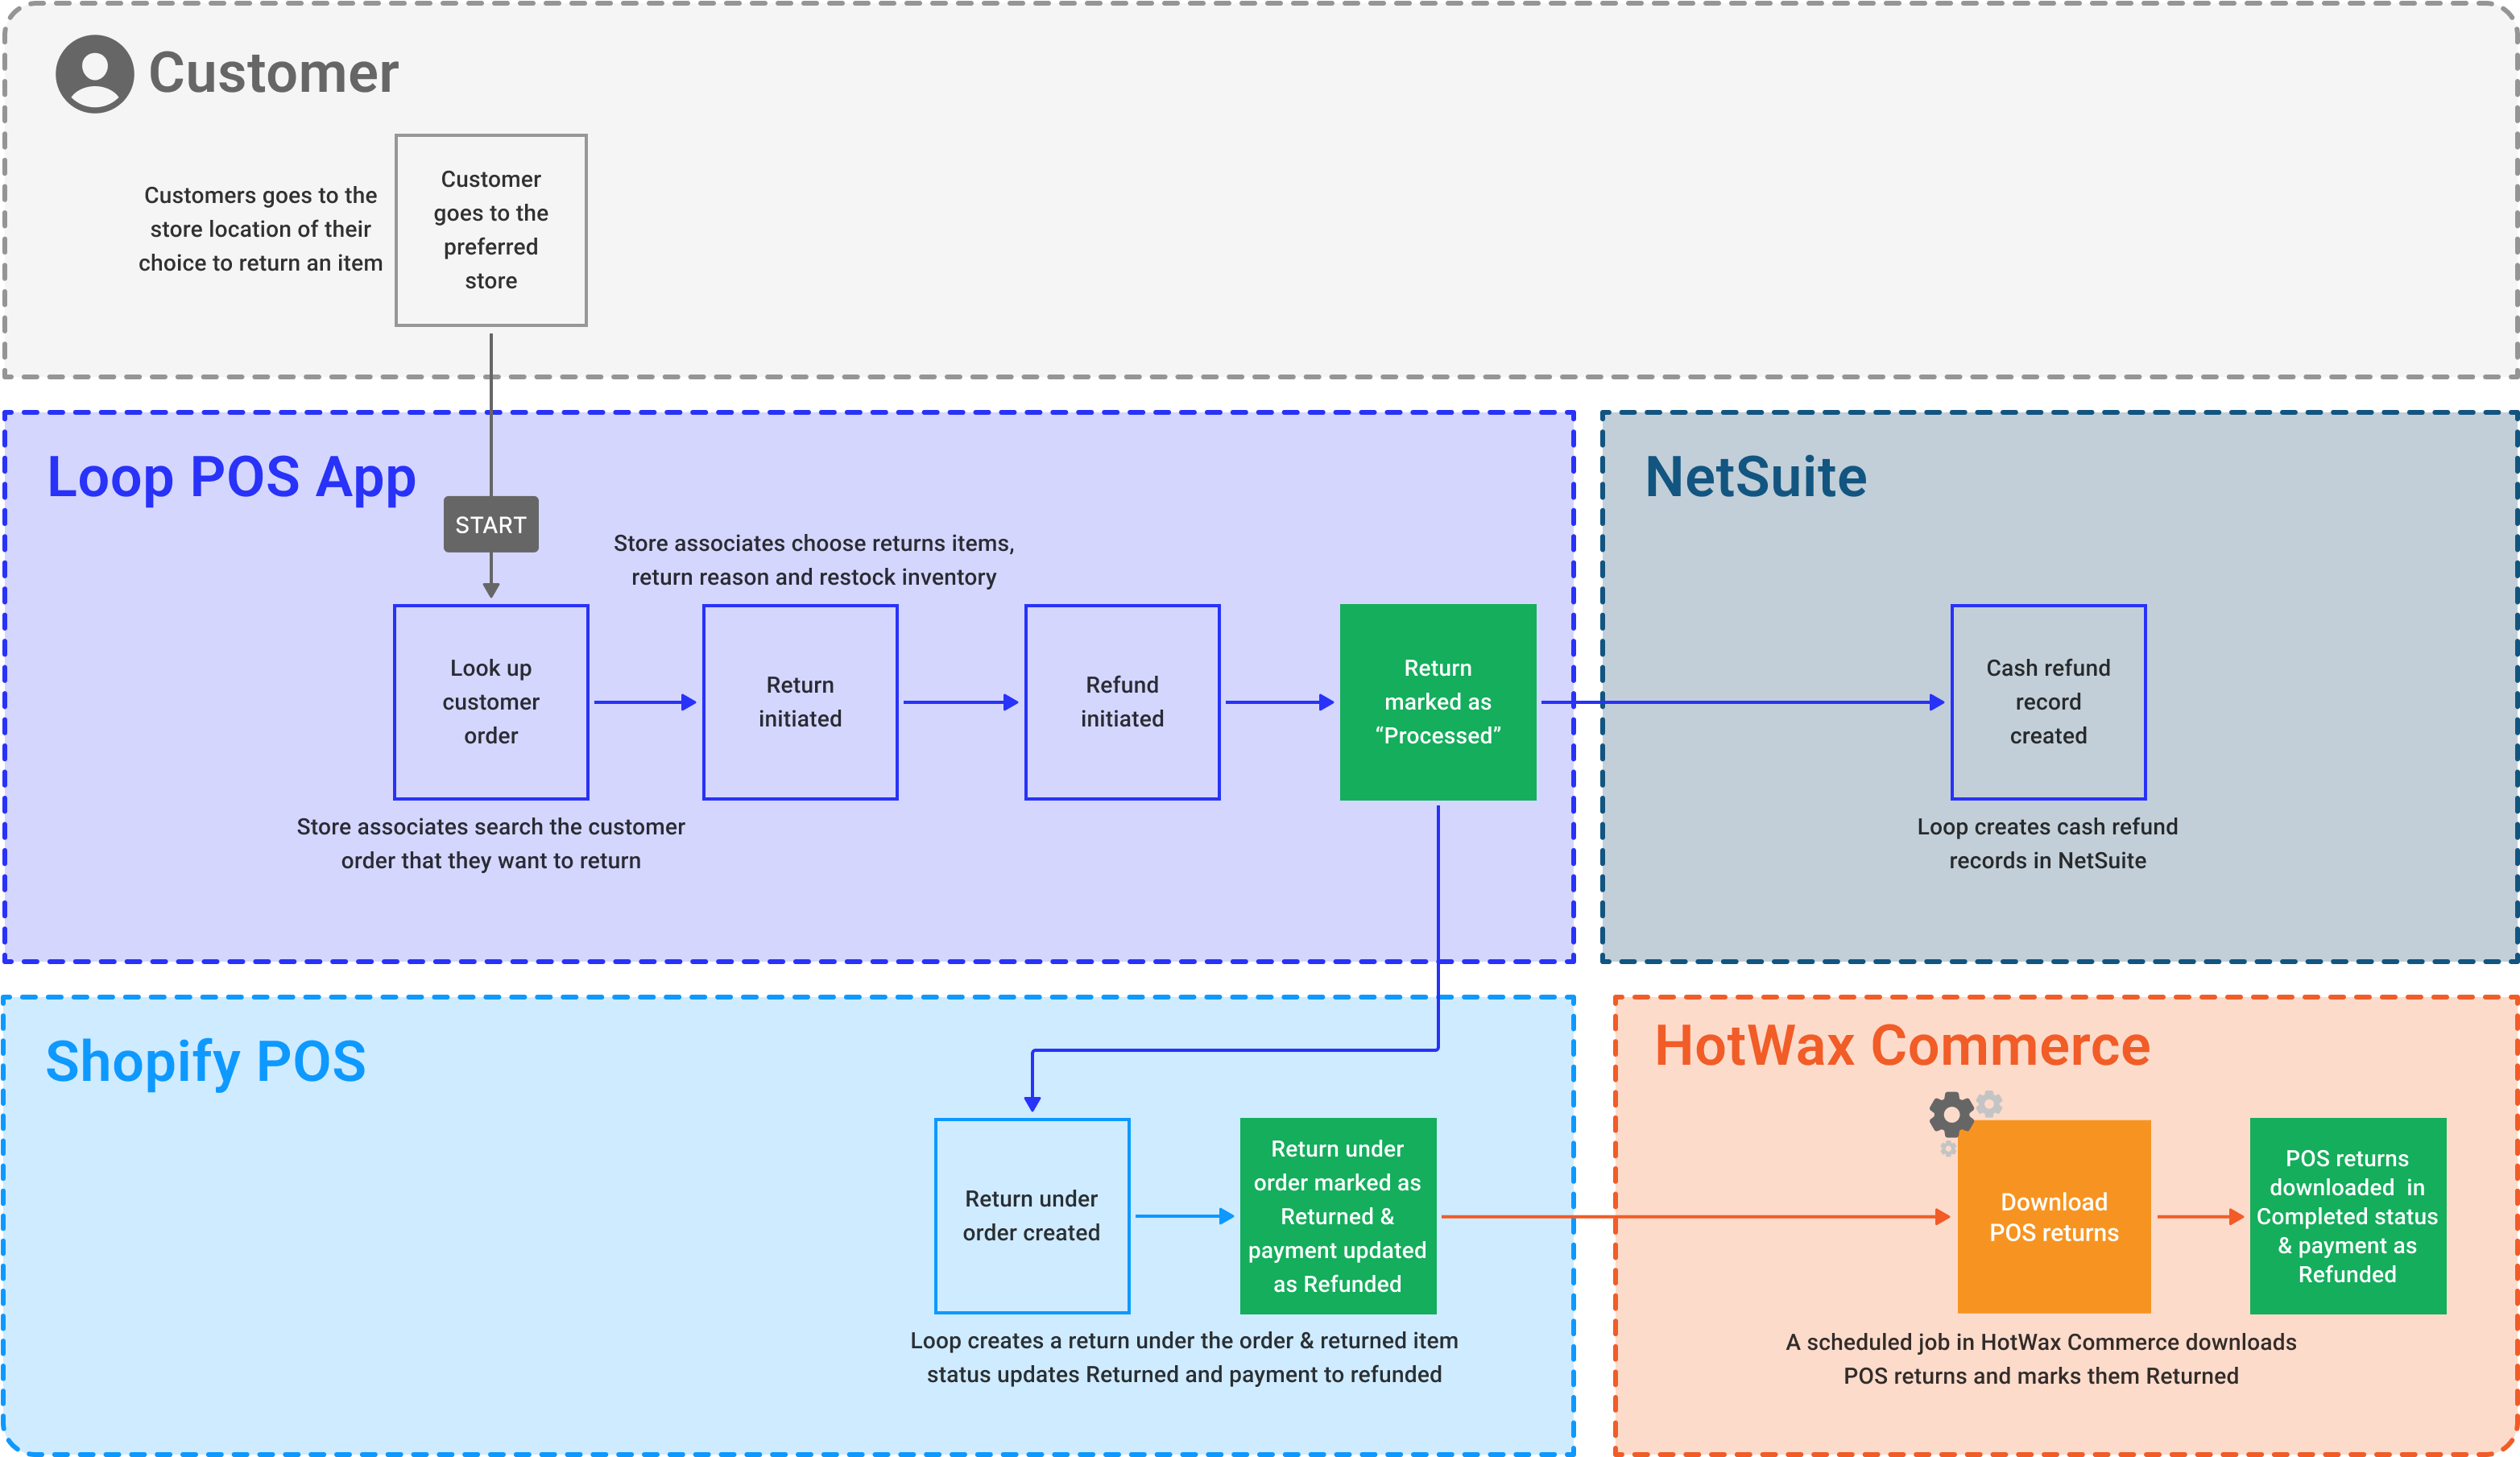 Customer
Customers goes to the
store location of their
choice to return an item
Customer
goes to the
preferred
store
Loop POS App
START
Store associates choose returns items,
return reason and restock inventory
Look up
customer
order
Return
initiated
Refund
initiated
Return
marked as
“Processed”
Store associates search the customer
order that they want to return
NetSuite
Cash refund
record
created
Loop creates cash refund
records in NetSuite
Shopify POS
Return under
order created
Return under
order marked as
Returned &
payment updated
as Refunded
Loop creates a return under the order & returned item
status updates Returned and payment to refunded
HotWax Commerce
Download
POS returns
POS returns
downloaded in
Completed status
& payment as
Refunded
A scheduled job in HotWax Commerce downloads
POS returns and marks them Returned